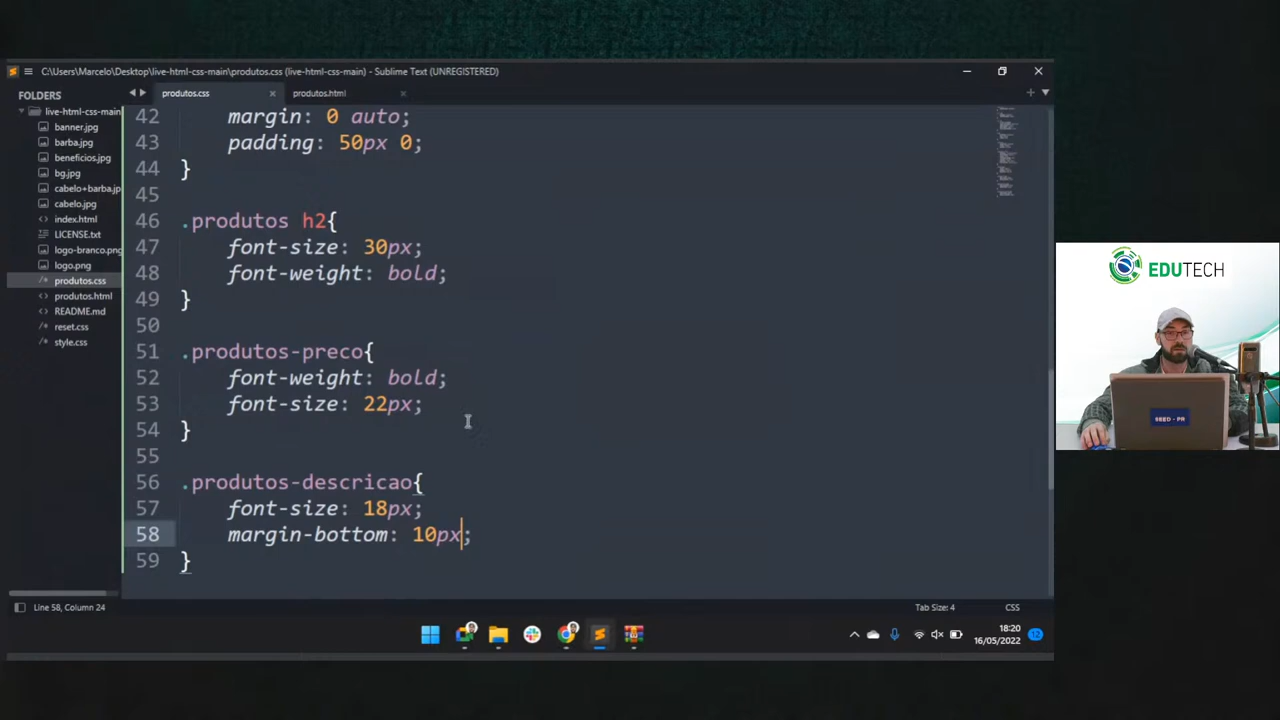 C:\Users\Marcelo\Desktop\live-html-css-main\produtos.css (live-html-css-main) - Sublime Text (UNREGISTERED)
FOLDERS
live-html-css-main
banner.jpg
barba.jpg
beneficios.jpg
bg.jpg
cabelo+barba.jp
cabelo.jpg
index.html
LICENSE.txt
logo-branco.png
logo.png
produtos.css
produtos.html
README.md
reset.css
style.css
produtos.css
produtos.html
42 margin: 0 auto;
43 padding: 50px 0;
44 }
45
46 .produtos h2{
47 font-size: 30px;
48 font-weight: bold;
49 }
50
51 .produtos-preco{
52 font-weight: bold;
53 font-size: 22px;
54 }
55
56 .produtos-descricao{
57 font-size: 18px;
58 margin-bottom: 10px;
59 }
Line 58, Column 24
Tab Size: 4
CSS
18:20
16/05/2022
12
EDUTECH
SEED - PR